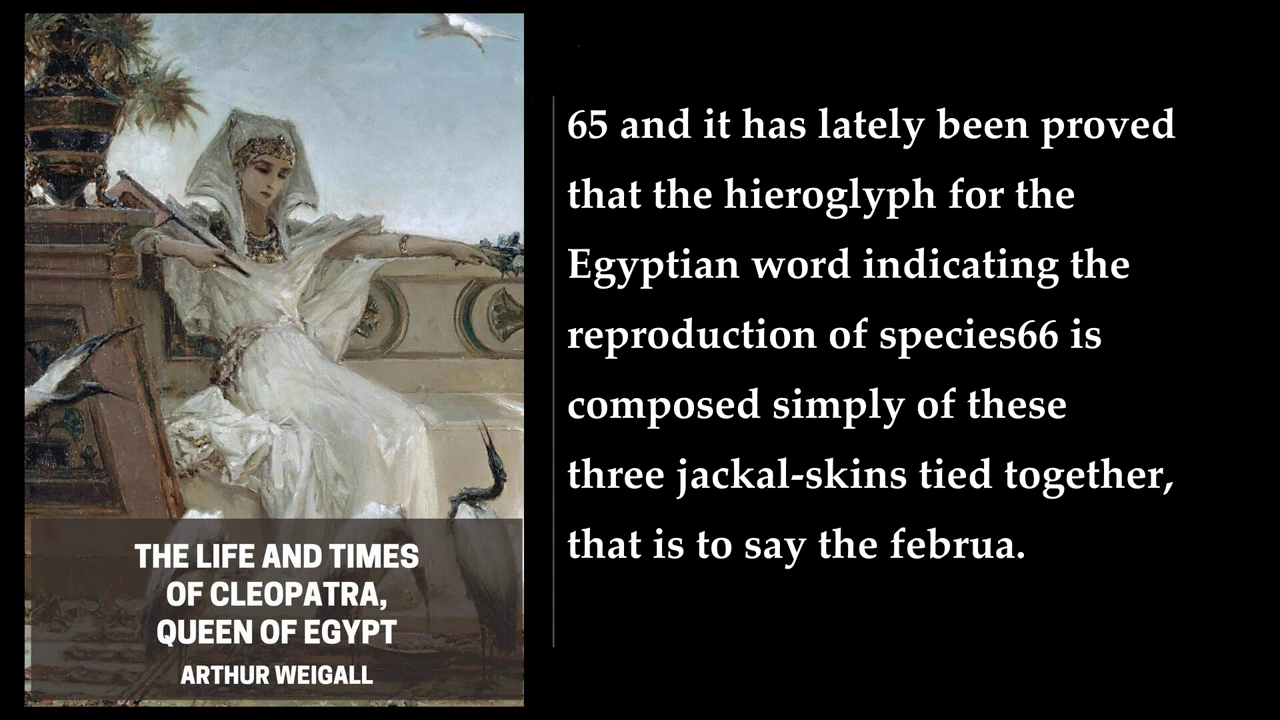 THE LIFE AND TIMES
OF CLEOPATRA,
QUEEN OF EGYPT
ARTHUR WEIGALL
65 and it has lately been proved
that the hieroglyph for the
Egyptian word indicating the
reproduction of species66 is
composed simply of these
three jackal-skins tied together,
that is to say the februa.